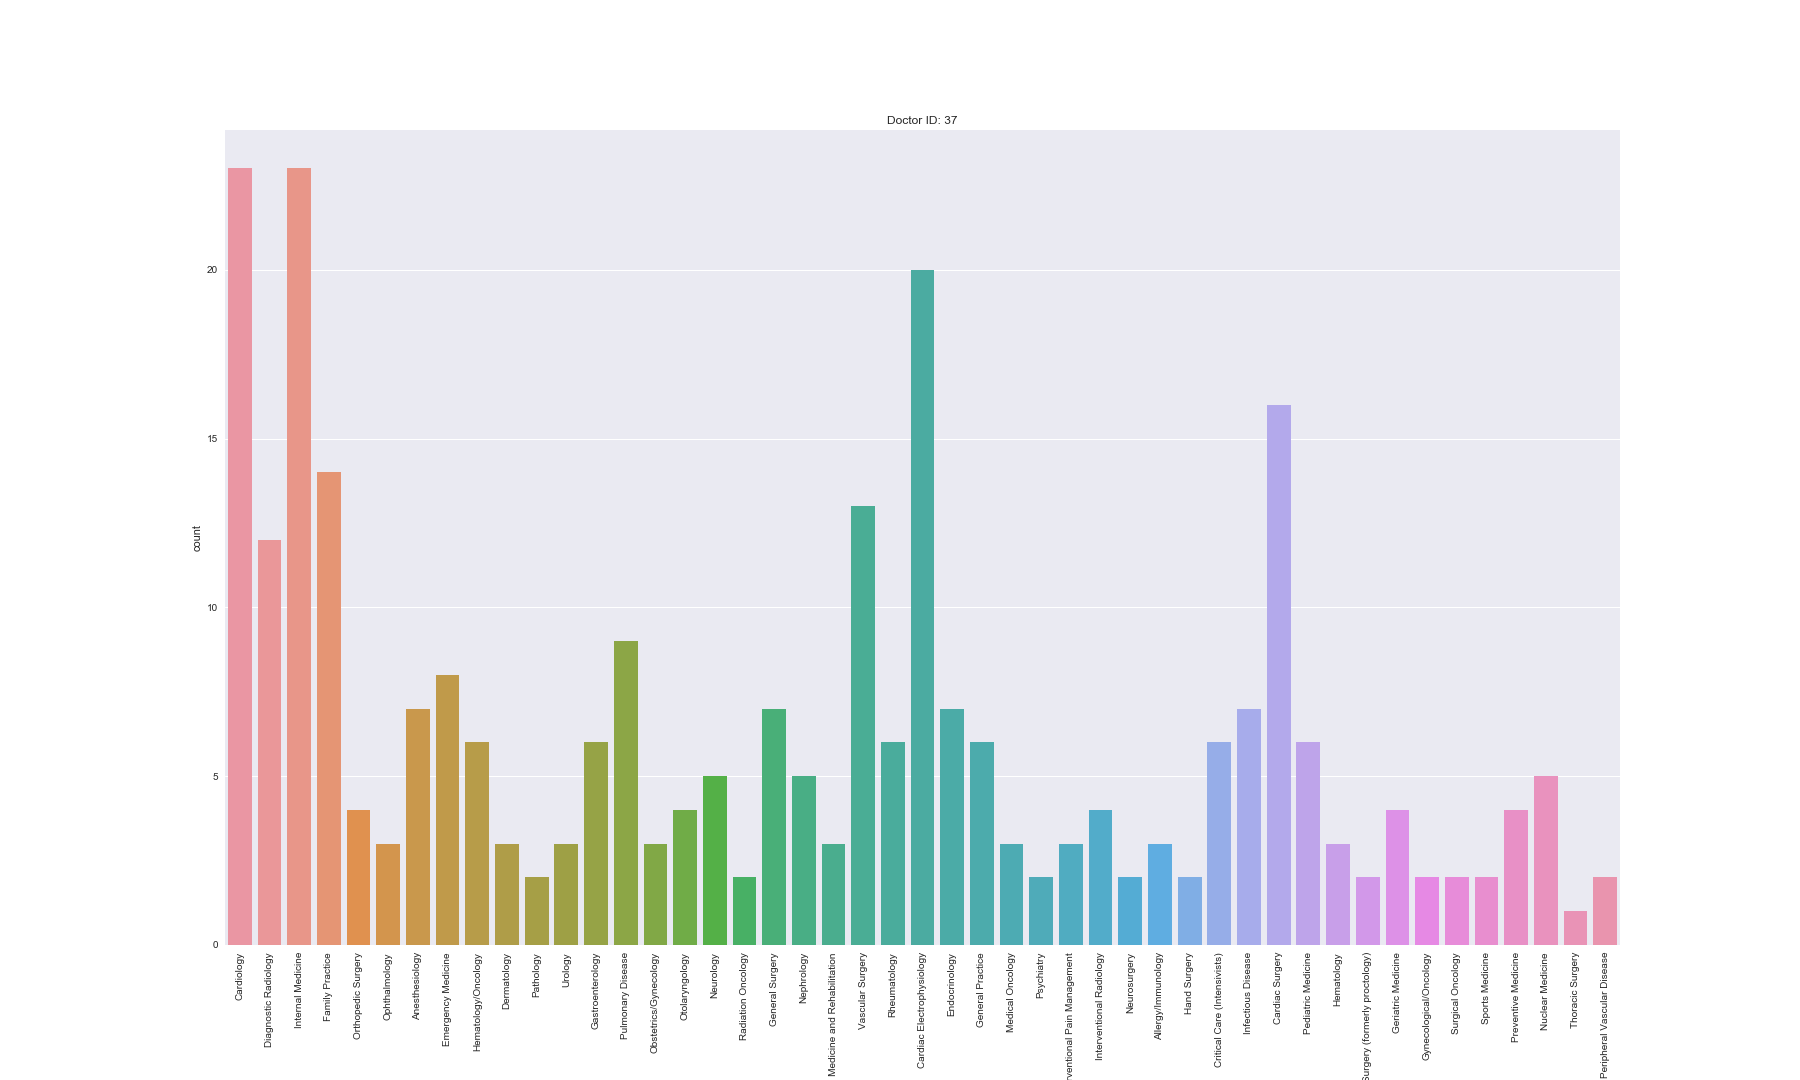 Doctor ID: 37
count
20
15
10
5
0
Cardiology
Diagnostic Radiology
Internal Medicine
Family Practice
Orthopedic Surgery
Ophthalmology
Anesthesiology
Emergency Medicine
Hematology/Oncology
Dermatology
Pathology
Urology
Gastroenterology
Pulmonary Disease
Obstetrics/Gynecology
Otolaryngology
Neurology
Radiation Oncology
General Surgery
Nephrology
Medicine and Rehabilitation
Vascular Surgery
Rheumatology
Cardiac Electrophysiology
Endocrinology
General Practice
Medical Oncology
Psychiatry
rventional Pain Management
Interventional Radiology
Neurosurgery
Allergy/Immunology
Hand Surgery
Critical Care (Intensivists)
Infectious Disease
Cardiac Surgery
Pediatric Medicine
Hematology
Surgery (formerly proctology)
Geriatric Medicine
Gynecological/Oncology
Surgical Oncology
Sports Medicine
Preventive Medicine
Nuclear Medicine
Thoracic Surgery
Peripheral Vascular Disease